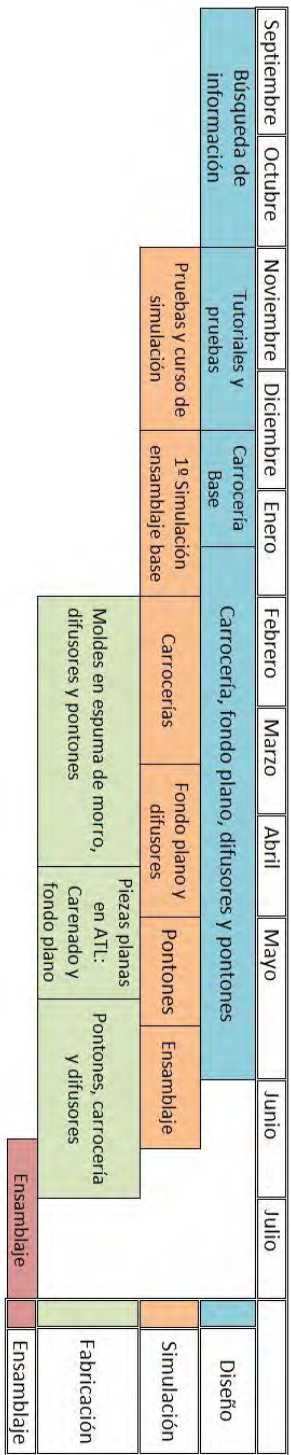 Septiembre
Octubre
Noviembre
Diciembre
Enero
Febrero
Marzo
Abril
Mayo
Junio
Julio
Búsqueda de
información
Tutoriales y
pruebas
Carrocería
Base
Carrocería, fondo plano, difusores y pontones
Diseño
Pruebas y curso de
simulación
1º Simulación
ensamblaje base
Carrocerías
Fondo plano y
difusores
Pontones
Ensamblaje
Simulación
Moldes en espuma de morro,
difusores y pontones
Piezas planas
en ATL:
Carenado y
fondo plano
Pontones, carrocería
y difusores
Fabricación
Ensamblaje
Ensamblaje